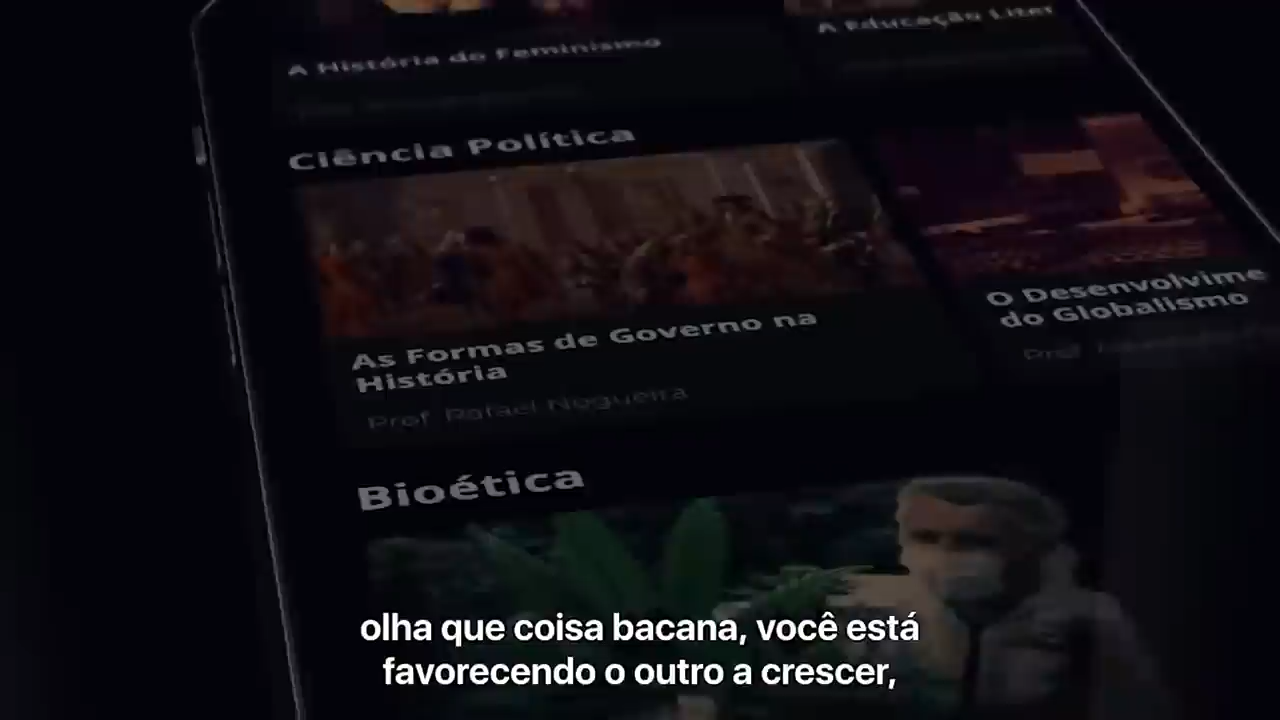 A História do Feminismo
A Educação Liter
Ciência Política
As Formas de Governo na
História
Prof. Rafael Nogueira
O Desenvolvime
do Globalismo
Prof.
Bioética
olha que coisa bacana, você está
favorecendo o outro a crescer,